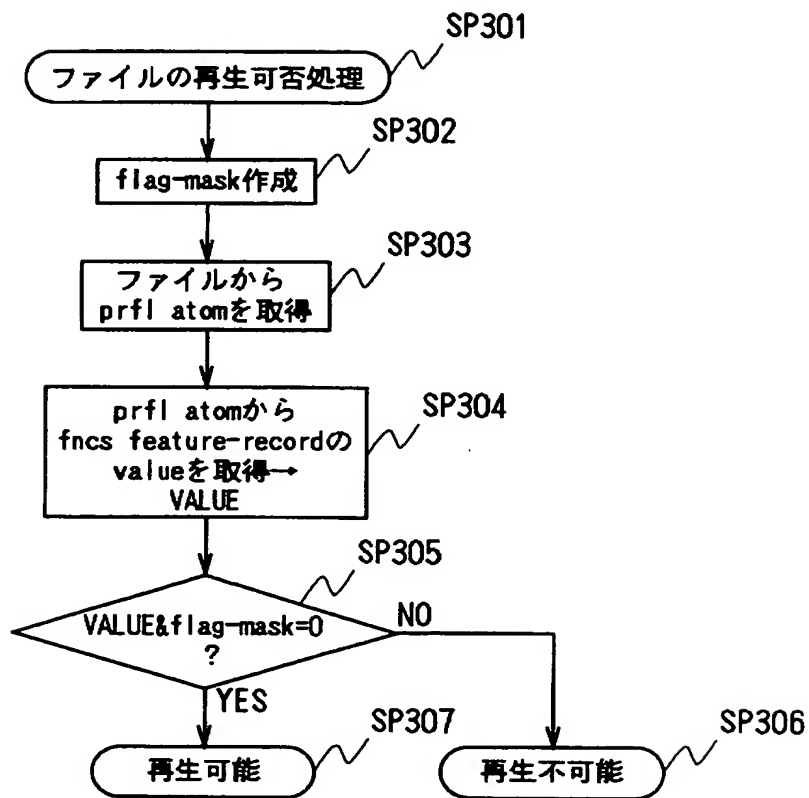 SP301
ファイルの再生可否処理
SP302
flag-mask作成
SP303
ファイルから
prfl atomを取得
SP304
prfl atomから
fncs feature-recordの
valueを取得→
VALUE
SP305
VALUE&flag-mask=0
?
NO
YES
SP307
再生可能
SP306
再生不可能